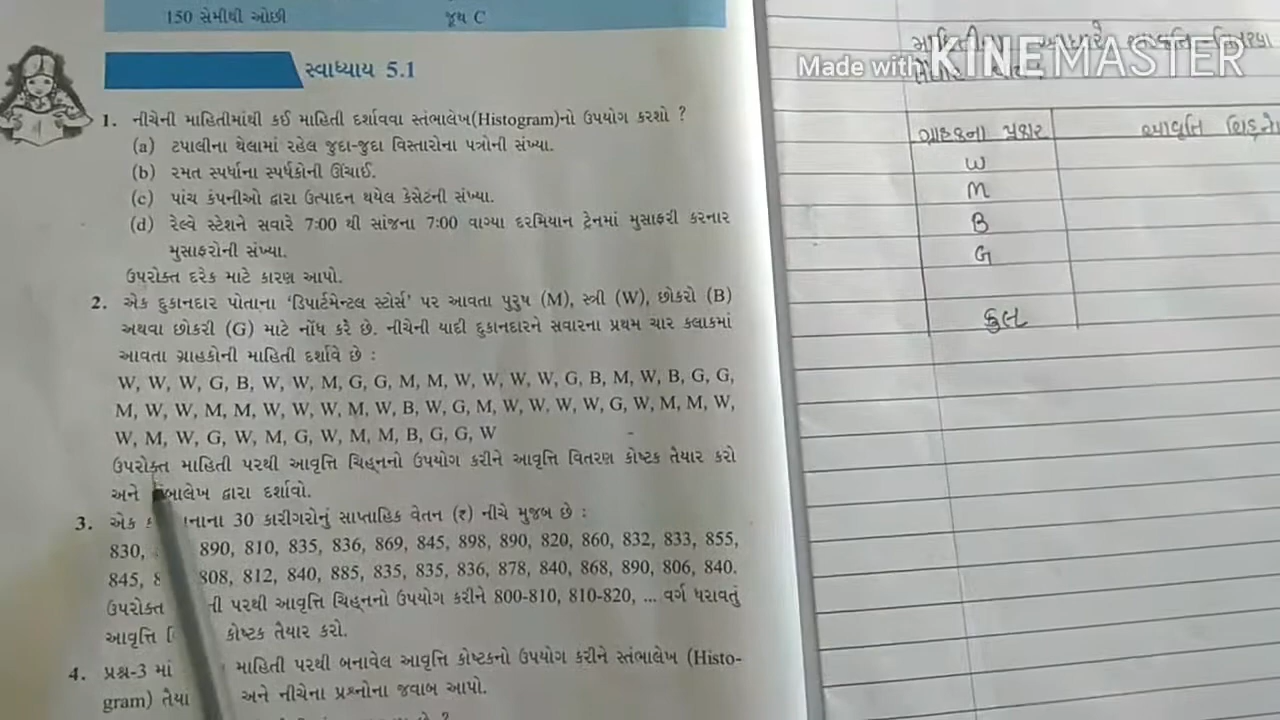 150 સેમીથી ઓછી જૂથ C
સ્વાધ્યાય 5.1
1. નીચેની માહિતીમાંથી કઈ માહિતી દર્શાવવા સ્તંભાલેખ(Histogram)નો ઉપયોગ કરશો ?
(a) ટપાલીના થેલામાં રહેલ જુદા-જુદા વિસ્તારોના પત્રોની સંખ્યા.
(b) રમત સ્પર્ધાના સ્પર્ધકોની ઊંચાઈ.
(c) પાંચ કંપનીઓ દ્વારા ઉત્પાદન થયેલ કેસેટની સંખ્યા.
(d) રેલ્વે સ્ટેશને સવારે 7:00 થી સાંજના 7:00 વાગ્યા દરમિયાન ટ્રેનમાં મુસાફરી કરનાર
મુસાફરોની સંખ્યા.
ઉપરોક્ત દરેક માટે કારણ આપો.
2. એક દુકાનદાર પોતાના ‘ડિપાર્ટમેન્ટલ સ્ટોર્સ’ પર આવતા પુરુષ (M), સ્ત્રી (W), છોકરો (B)
અથવા છોકરી (G) માટે નોંધ કરે છે. નીચેની યાદી દુકાનદારને સવારના પ્રથમ ચાર કલાકમાં
આવતા ગ્રાહકોની માહિતી દર્શાવે છે :
W, W, W, G, B, W, W, M, G, G, M, M, W, W, W, W, G, B, M, W, B, G, G,
M, W, W, M, M, W, W, W, M, W, B, W, G, M, W, W, W, W, G, W, M, M, W,
W, M, W, G, W, M, G, W, M, M, B, G, G, W
ઉપરોક્ત માહિતી પરથી આવૃત્તિ ચિહ્નનો ઉપયોગ કરીને આવૃત્તિ વિતરણ કોષ્ટક તૈયાર કરો
અને બાલેખ દ્વારા દર્શાવો.
3. એક નાના 30 કારીગરોનું સાપ્તાહિક વેતન (₹) નીચે મુજબ છે :
830, 890, 810, 835, 836, 869, 845, 898, 890, 820, 860, 832, 833, 855,
845, 8 808, 812, 840, 885, 835, 835, 836, 878, 840, 868, 890, 806, 840.
ઉપરોક્ત ની પરથી આવૃત્તિ ચિહ્નનો ઉપયોગ કરીને 800-810, 810-820, ... વર્ગ ધરાવતું
આવૃત્તિ કોષ્ટક તૈયાર કરો.
4. પ્રશ્ન-3 માં માહિતી પરથી બનાવેલ આવૃત્તિ કોષ્ટકનો ઉપયોગ કરીને સ્તંભાલેખ (Histo-
gram) તૈયા અને નીચેના પ્રશ્નોના જવાબ આપો.
Made with KINEMASTER
ગ્રાહકના પ્રકાર આવૃત્તિ
W
M
B
G
કુલ